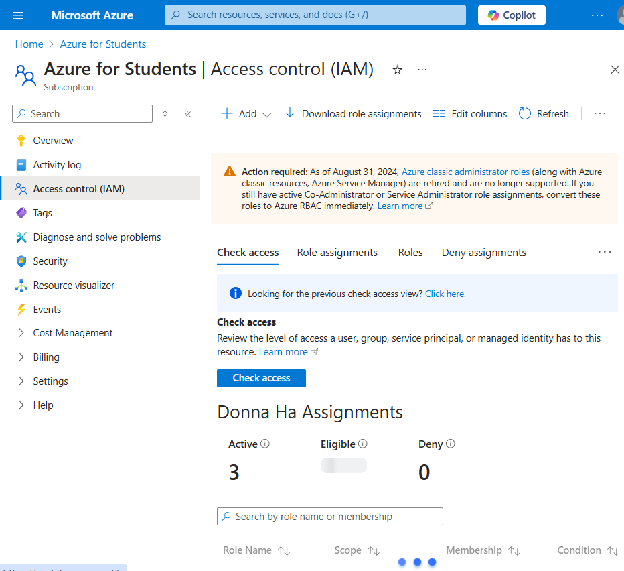 Microsoft Azure
Search resources, services, and docs (G+/)
Copilot
...
Home > Azure for Students
Azure for Students | Access control (IAM)
...
Subscription
Search
Add
Download role assignments
Edit columns
Refresh
...
Overview
Activity log
Access control (IAM)
Tags
Diagnose and solve problems
Security
Resource visualizer
Events
Cost Management
Billing
Settings
Help
Action required: As of August 31, 2024, Azure classic administrator roles (along with Azure
classic resources, Azure Service Manager) are retired and are no longer supported. If you
still have active Co-Administrator or Service Administrator role assignments, convert these
roles to Azure RBAC immediately. Learn more
Check access
Role assignments
Roles
Deny assignments
...
Looking for the previous check access view? Click here.
Check access
Review the level of access a user, group, service principal, or managed identity has to this
resource. Learn more
Check access
Donna Ha Assignments
Active
Eligible
Deny
3
0
Search by role name or membership
Role Name
Scope
Membership
Condition